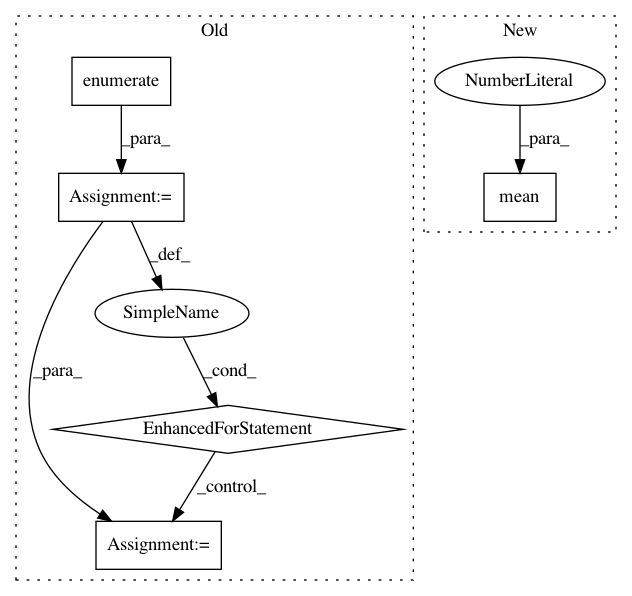 Old
New
enumerate
NumberLiteral
_para_
_para_
Assignment:=
mean
_def_
SimpleName
_para_
_cond_
EnhancedForStatement
_control_
Assignment:=